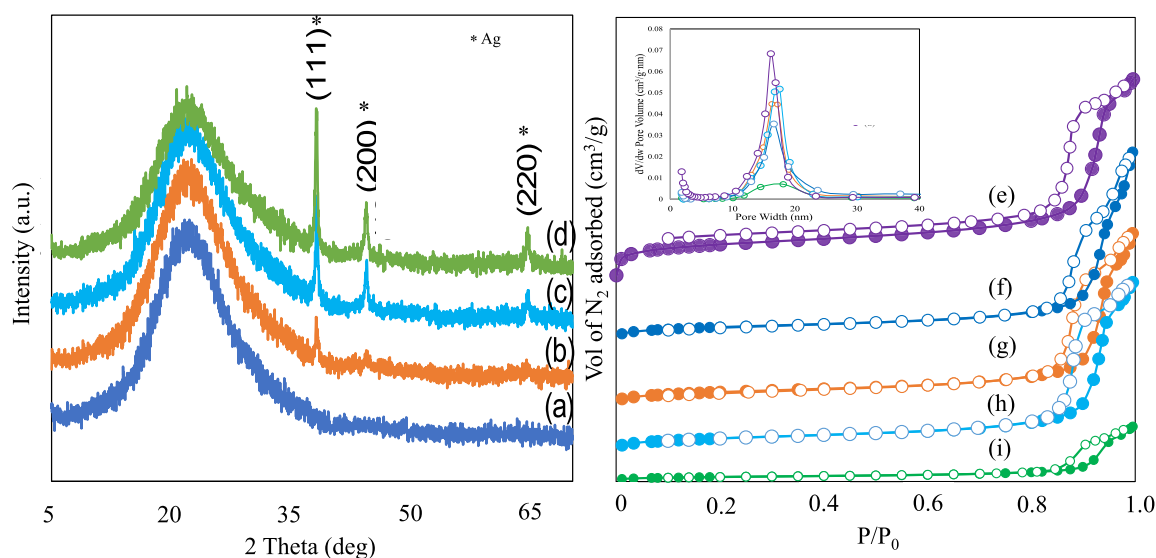 Intensity (a.u.)
(111)*
(200) *
(220) *
* Ag
(d)
(c)
(b)
(a)
5 20 35 50 65
2 Theta (deg)
Vol of N2 adsorbed (cm3/g)
dV/dw Pore Volume (cm³/g·nm)
0.08
0.07
0.06
0.05
0.04
0.03
0.02
0.01
0
0 20 40
Pore Width (nm)
(e)
(f)
(g)
(h)
(i)
0 0.2 0.4 0.6 0.8 1.0
P/P0